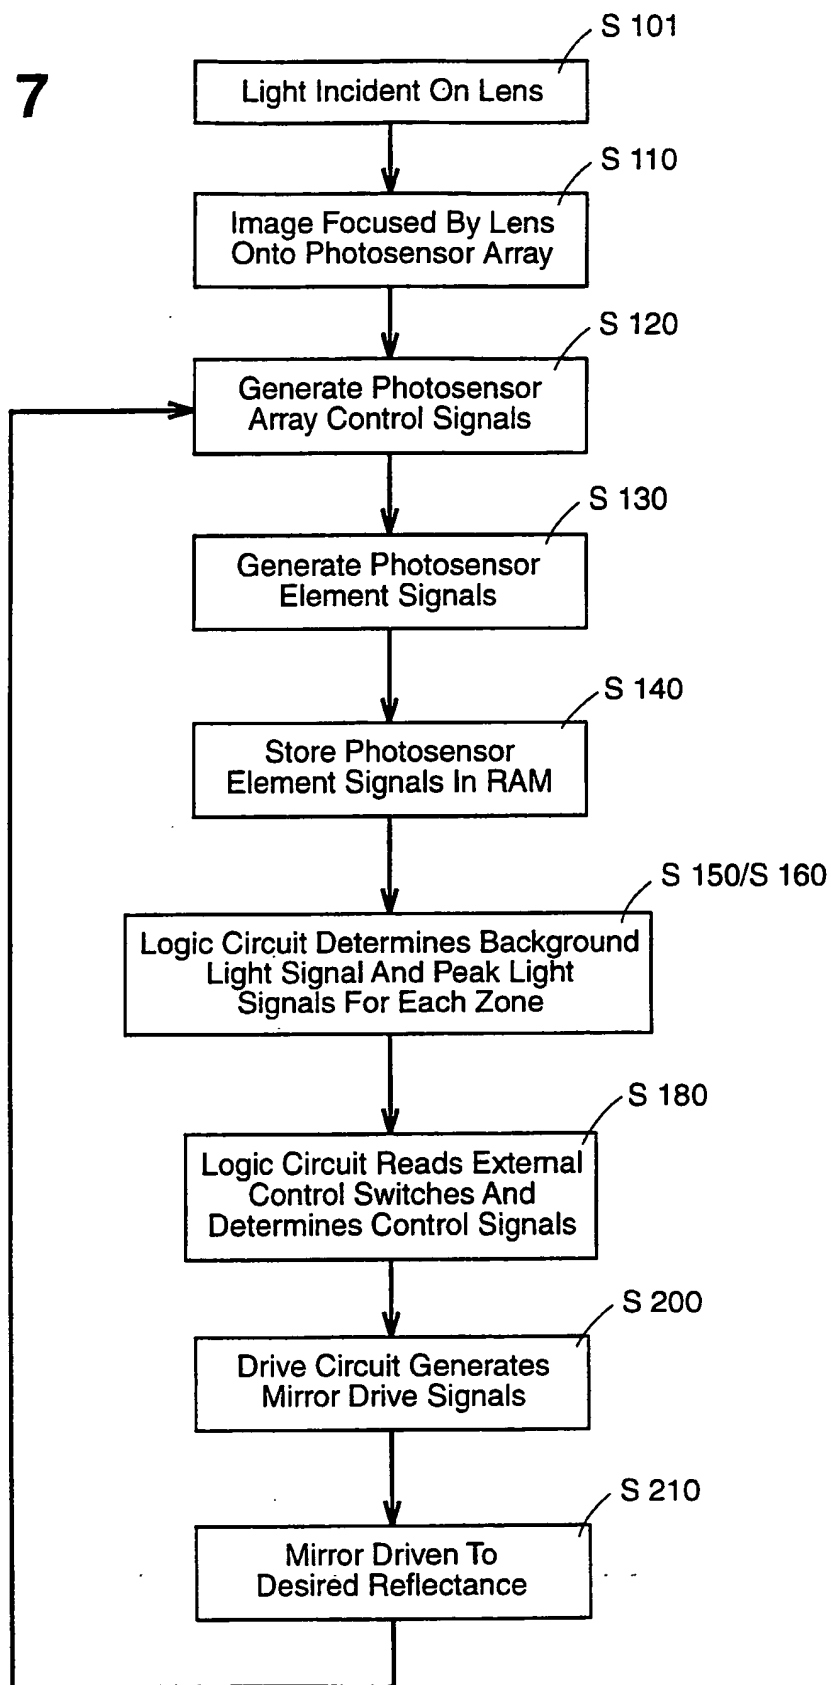 7
S 101
Light Incident On Lens
S 110
Image Focused By Lens
Onto Photosensor Array
S 120
Generate Photosensor
Array Control Signals
S 130
Generate Photosensor
Element Signals
S 140
Store Photosensor
Element Signals In RAM
S 150/S 160
Logic Circuit Determines Background
Light Signal And Peak Light
Signals For Each Zone
S 180
Logic Circuit Reads External
Control Switches And
Determines Control Signals
S 200
Drive Circuit Generates
Mirror Drive Signals
S 210
Mirror Driven To
Desired Reflectance